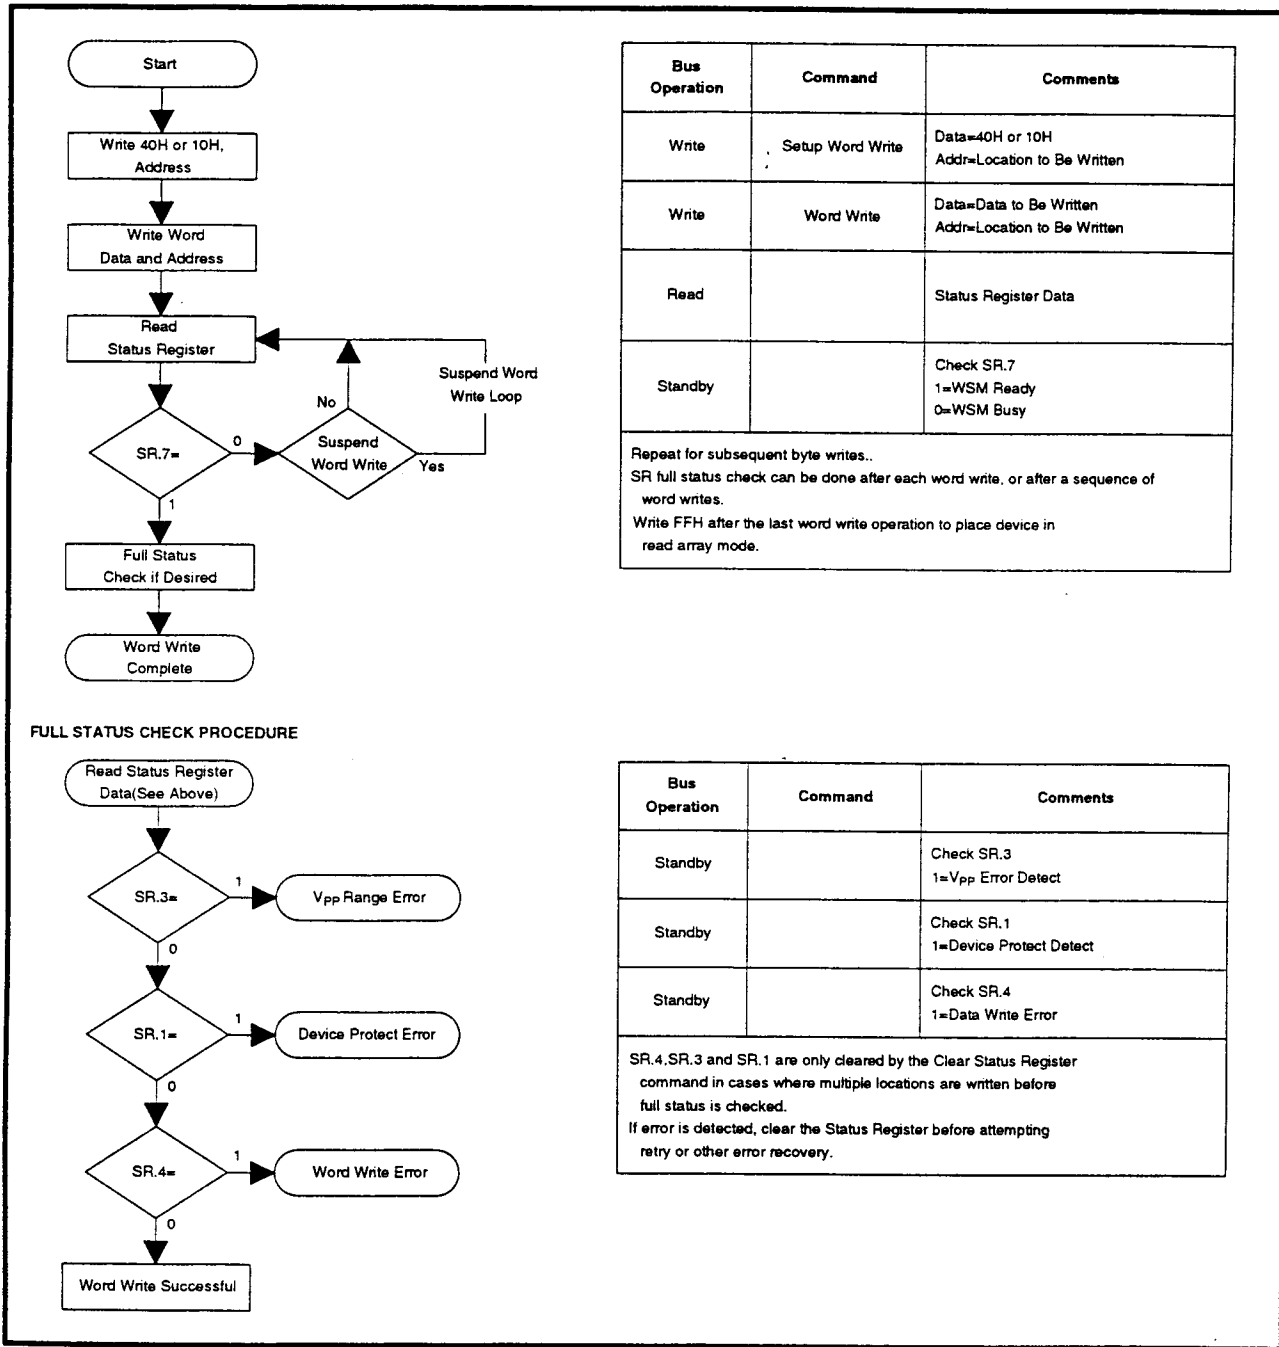 Start
Write 40H or 10H,
Address
Write Word
Data and Address
Read
Status Register
Suspend Word
Write Loop
No
SR.7=
0
Suspend
Word Write
Yes
1
Full Status
Check if Desired
Word Write
Complete
Bus
Operation
Command
Comments
Write
Setup Word Write
Data=40H or 10H
Addr=Location to Be Written
Write
Word Write
Data=Data to Be Written
Addr=Location to Be Written
Read
Status Register Data
Standby
Check SR.7
1=WSM Ready
0=WSM Busy
Repeat for subsequent byte writes..
SR full status check can be done after each word write, or after a sequence of
word writes.
Write FFH after the last word write operation to place device in
read array mode.
FULL STATUS CHECK PROCEDURE
Read Status Register
Data(See Above)
SR.3=
1
VPP Range Error
0
SR.1=
1
Device Protect Error
0
SR.4=
1
Word Write Error
0
Word Write Successful
Bus
Operation
Command
Comments
Standby
Check SR.3
1=VPP Error Detect
Standby
Check SR.1
1=Device Protect Detect
Standby
Check SR.4
1=Data Write Error
SR.4,SR.3 and SR.1 are only cleared by the Clear Status Register
command in cases where multiple locations are written before
full status is checked.
If error is detected, clear the Status Register before attempting
retry or other error recovery.